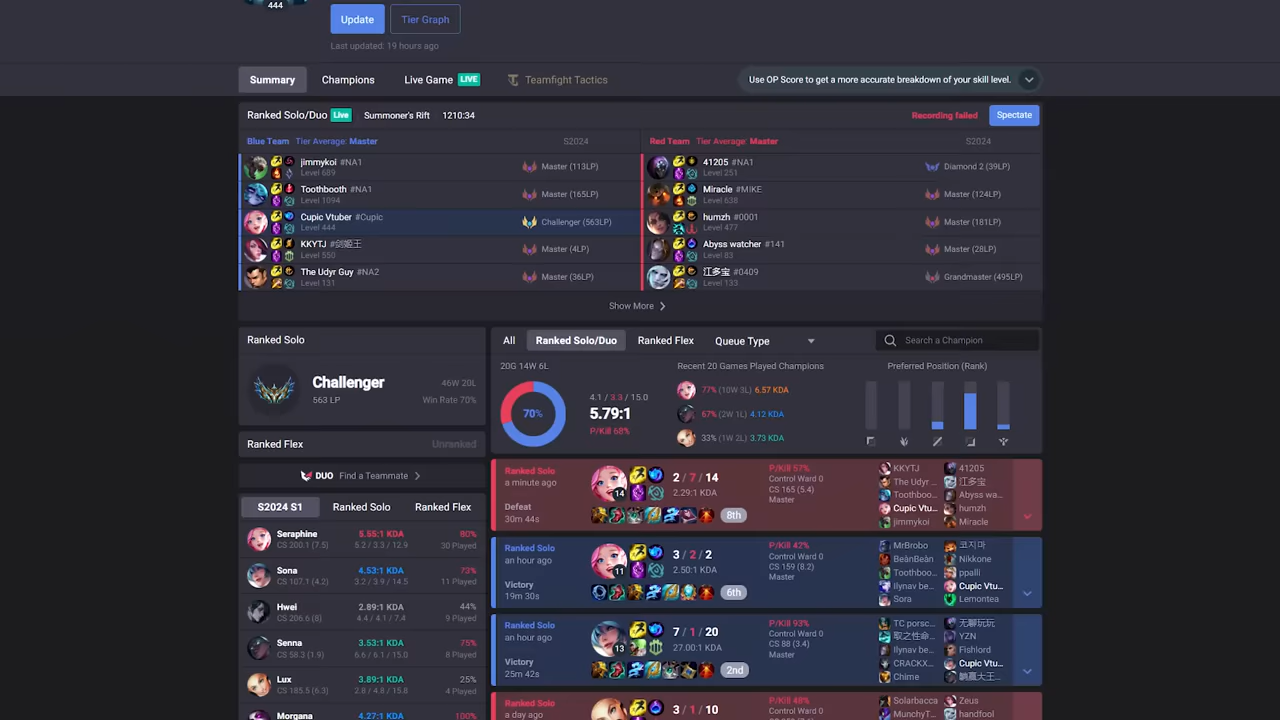 444
Update
Tier Graph
Last updated: 19 hours ago
Summary
Champions
Live Game LIVE
Teamfight Tactics
Use OP Score to get a more accurate breakdown of your skill level.
Ranked Solo/Duo Live Summoner's Rift 1210:34
Recording failed
Spectate
Blue Team Tier Average: Master S2024
jimmykoi #NA1
Level 689
Master (113LP)
Toothbooth #NA1
Level 1094
Master (165LP)
Cupic Vtuber #Cupic
Level 444
Challenger (563LP)
KKYTJ #剑姬王
Level 550
Master (4LP)
The Udyr Guy #NA2
Level 131
Master (36LP)
Red Team Tier Average: Master S2024
41205 #NA1
Level 251
Diamond 2 (39LP)
Miracle #MIKE
Level 638
Master (124LP)
humzh #0001
Level 477
Master (181LP)
Abyss watcher #141
Level 83
Master (28LP)
江多宝 #0409
Level 133
Grandmaster (495LP)
Show More
Ranked Solo
Challenger
563 LP
46W 20L
Win Rate 70%
Ranked Flex
Unranked
DUO Find a Teammate
S2024 S1
Ranked Solo
Ranked Flex
Seraphine 5.55:1 KDA 80%
CS 200.1 (7.5) 5.2 / 3.3 / 12.9 30 Played
Sona 4.53:1 KDA 73%
CS 107.1 (4.2) 3.2 / 3.9 / 14.5 11 Played
Hwei 2.89:1 KDA 44%
CS 206.6 (8) 4.4 / 4.1 / 7.4 9 Played
Senna 3.53:1 KDA 75%
CS 58.3 (1.9) 6.6 / 6.1 / 15.0 8 Played
Lux 3.89:1 KDA 25%
CS 185.5 (6.3) 2.8 / 4.8 / 15.8 4 Played
Morgana 4.27:1 KDA 100%
All
Ranked Solo/Duo
Ranked Flex
Queue Type
Search a Champion
20G 14W 6L
70%
4.1 / 3.3 / 15.0
5.79:1
P/Kill 68%
Recent 20 Games Played Champions
77% (10W 3L) 6.57 KDA
67% (2W 1L) 4.12 KDA
33% (1W 2L) 3.73 KDA
Preferred Position (Rank)
Ranked Solo
a minute ago
Defeat
30m 44s
14
2 / 7 / 14
2.29:1 KDA
8th
P/Kill 57%
Control Ward 0
CS 165 (5.4)
Master
KKYTJ 41205
The Udyr ... 江多宝
Toothboo... Abyss wa...
Cupic Vtu... humzh
jimmykoi Miracle
Ranked Solo
an hour ago
Victory
19m 30s
11
3 / 2 / 2
2.50:1 KDA
6th
P/Kill 42%
Control Ward 0
CS 159 (8.2)
Master
MrBrobo 코지마
BeànBeàn Nikkone
Toothboo... ppalli
Ilynav be... Cupic Vtu...
Sora Lemontea
Ranked Solo
an hour ago
Victory
25m 42s
13
7 / 1 / 20
27.00:1 KDA
2nd
P/Kill 93%
Control Ward 0
CS 88 (3.4)
Master
TC porsc... 无聊玩玩
取之性命... YZN
Ilynav be... Fishlord
CRACKX... Cupic Vtu...
Chime
Ranked Solo
a day ago
3 / 1 / 10
P/Kill 48%
Solarbacca Zeus
MunchyT... handfool